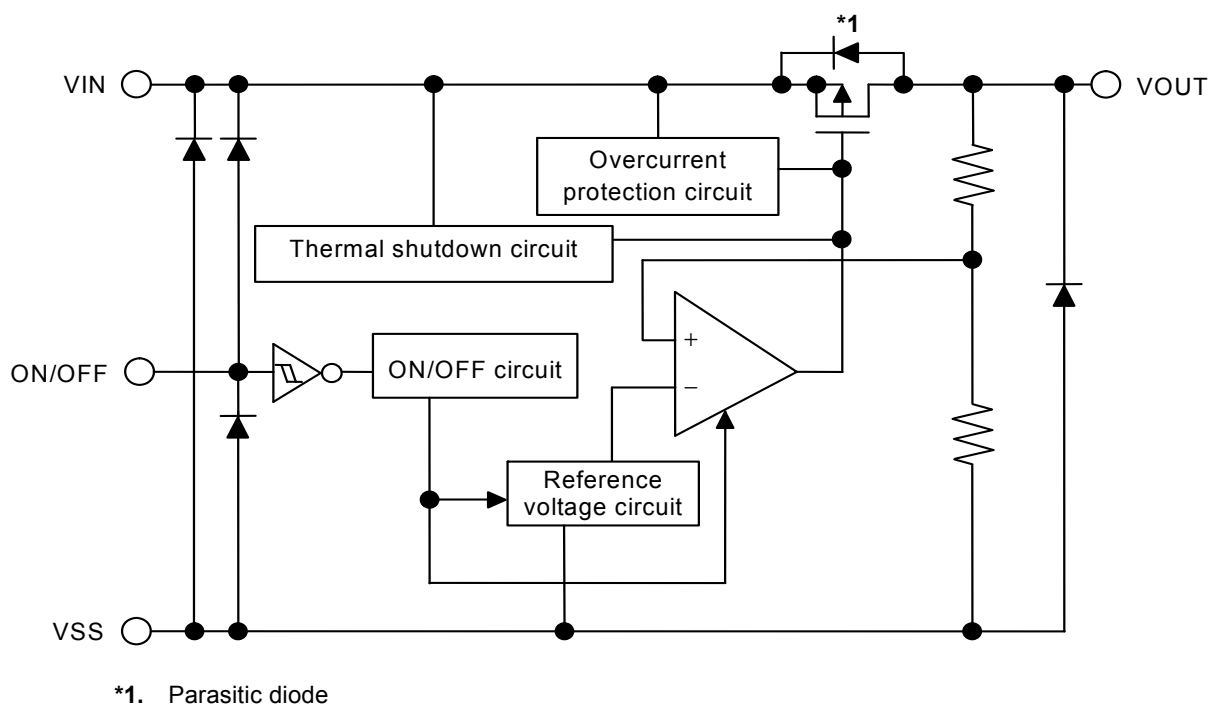 *1
VIN
VOUT
Overcurrent
protection circuit
Thermal shutdown circuit
+
ON/OFF
ON/OFF circuit
−
Reference
voltage circuit
VSS
*1. Parasitic diode